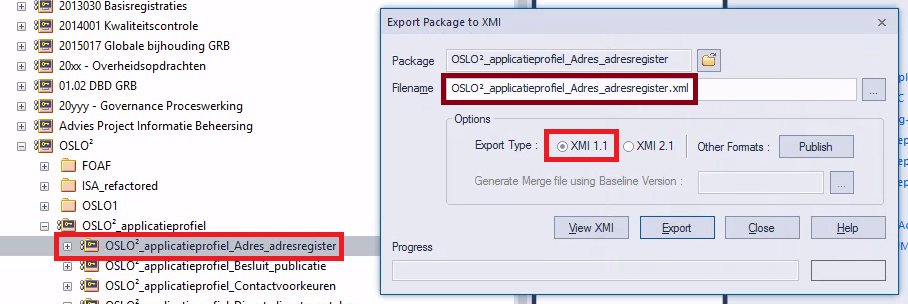 2013030 Basisregistraties
2014001 Kwaliteitscontrole
2015017 Globale bijhouding GRB
20xx - Overheidsopdrachten
01.02 DBD GRB
20yyy - Governance Proceswerking
Advies Project Informatie Beheersing
OSLO²
FOAF
ISA_refactored
OSLO1
OSLO²_applicatieprofiel
OSLO²_applicatieprofiel_Adres_adresregister
OSLO²_applicatieprofiel_Besluit_publicatie
OSLO²_applicatieprofiel_Contactvoorkeuren
Export Package to XMI
Package OSLO²_applicatieprofiel_Adres_adresregister
Filename OSLO²_applicatieprofiel_Adres_adresregister.xml ...
Options
Export Type : XMI 1.1 XMI 2.1 Other Formats : Publish
Generate Merge file using Baseline Version : ...
View XMI Export Close Help
Progress